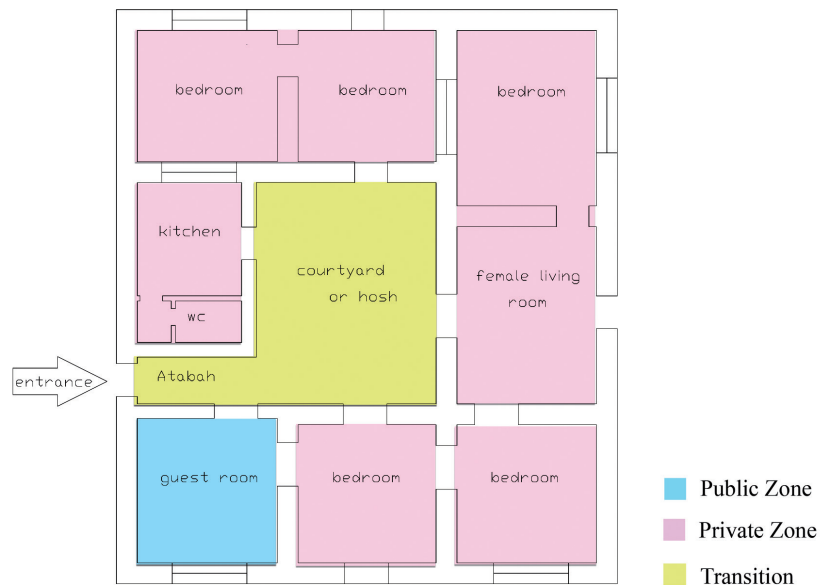 bedroom
bedroom
bedroom
kitchen
courtyard
or hosh
female living
room
wc
Atabah
entrance
guest room
bedroom
bedroom
Public Zone
Private Zone
Transition